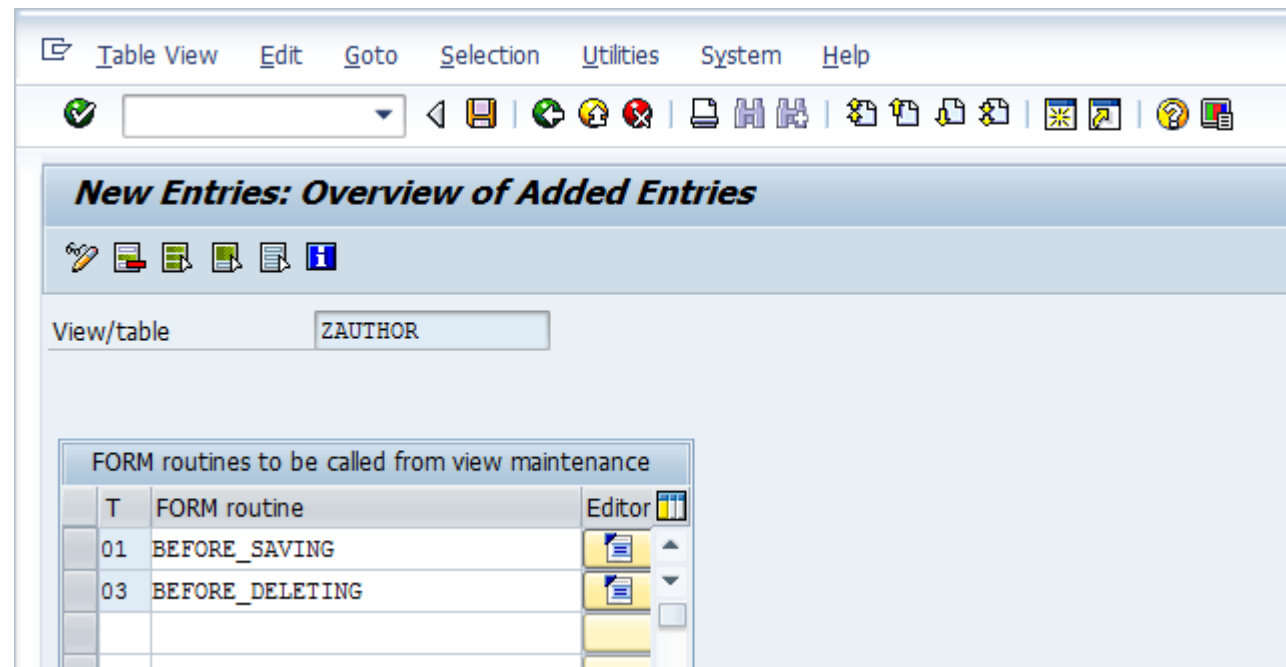 Table View Edit Goto Selection Utilities System Help
New Entries: Overview of Added Entries
View/table ZAUTHOR
FORM routines to be called from view maintenance
T FORM routine Editor
01 BEFORE_SAVING
03 BEFORE_DELETING